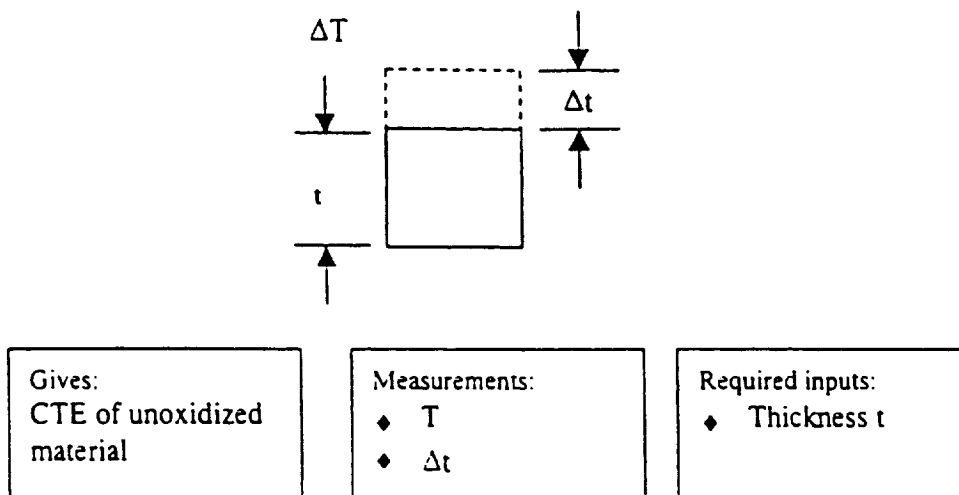 ΔT
Δt
t
Gives:
CTE of unoxidized
material
Measurements:
♦ T
♦ Δt
Required inputs:
♦ Thickness t